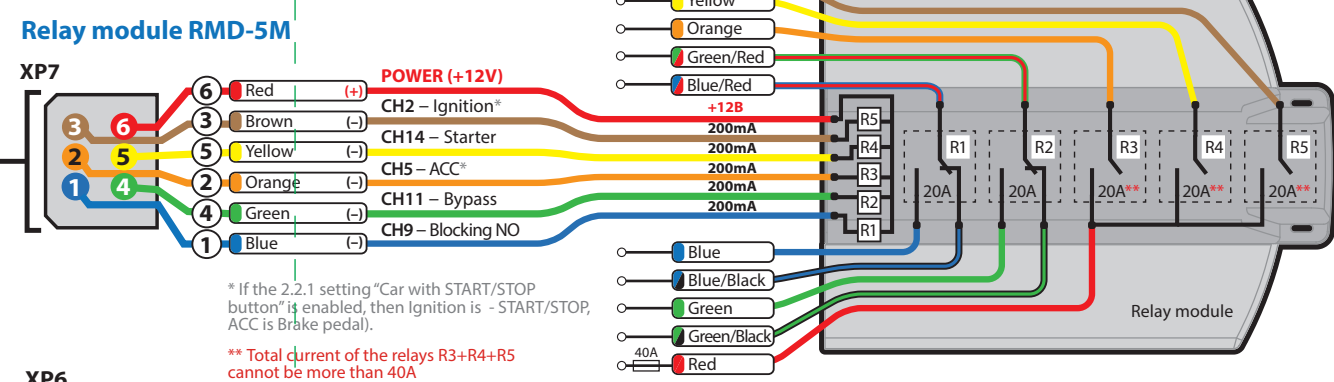 Relay module RMD-5M
XP7
3
6
2
5
1
4
6 Red (+) POWER (+12V)
3 Brown (–) CH2 – Ignition*
5 Yellow (–) CH14 – Starter
2 Orange (–) CH5 – ACC*
4 Green (–) CH11 – Bypass
1 Blue (–) CH9 – Blocking NO
* If the 2.2.1 setting “Car with START/STOP
button” is enabled, then Ignition is - START/STOP,
ACC is Brake pedal).
** Total current of the relays R3+R4+R5
cannot be more than 40A
XP6
Yellow
Orange
Green/Red
Blue/Red
+12B
200mA
200mA
200mA
200mA
200mA
R5
R4
R3
R2
R1
R1
R2
R3
R4
R5
20A
20A
20A**
20A**
20A**
Blue
Blue/Black
Green
Green/Black
40A
Red
Relay module